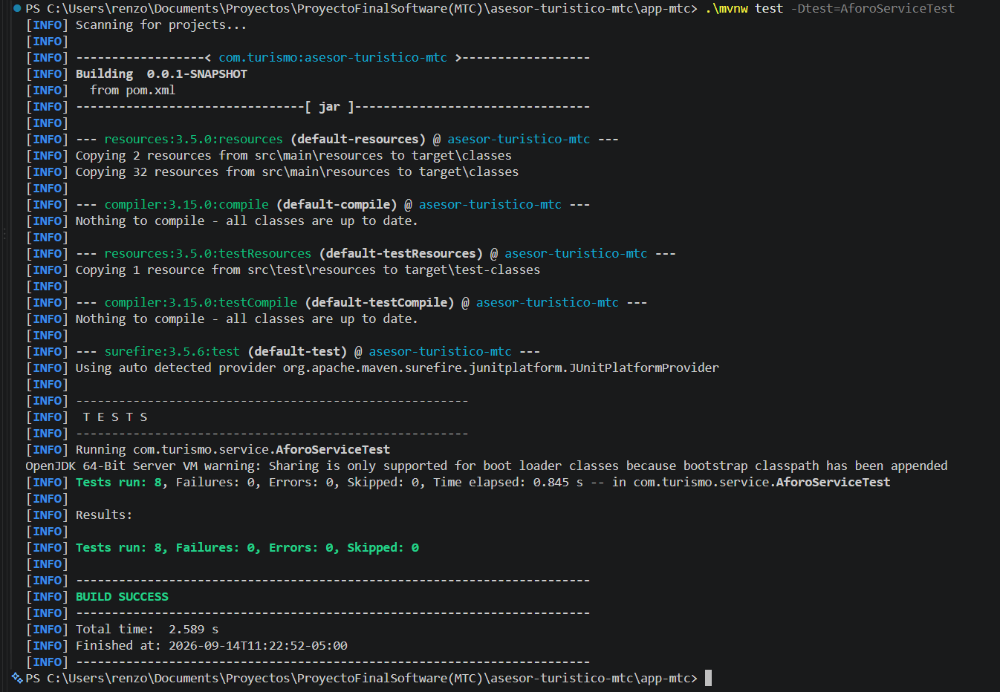 PS C:\Users\renzo\Documents\Proyectos\ProyectoFinalSoftware(MTC)\asesor-turistico-mtc\app-mtc> .\mvnw test -Dtest=AforoServiceTest
[INFO] Scanning for projects...
[INFO]
[INFO] ------------------< com.turismo:asesor-turistico-mtc >------------------
[INFO] Building  0.0.1-SNAPSHOT
[INFO]   from pom.xml
[INFO] --------------------------------[ jar ]---------------------------------
[INFO]
[INFO] --- resources:3.5.0:resources (default-resources) @ asesor-turistico-mtc ---
[INFO] Copying 2 resources from src\main\resources to target\classes
[INFO] Copying 32 resources from src\main\resources to target\classes
[INFO]
[INFO] --- compiler:3.15.0:compile (default-compile) @ asesor-turistico-mtc ---
[INFO] Nothing to compile - all classes are up to date.
[INFO]
[INFO] --- resources:3.5.0:testResources (default-testResources) @ asesor-turistico-mtc ---
[INFO] Copying 1 resource from src\test\resources to target\test-classes
[INFO]
[INFO] --- compiler:3.15.0:testCompile (default-testCompile) @ asesor-turistico-mtc ---
[INFO] Nothing to compile - all classes are up to date.
[INFO]
[INFO] --- surefire:3.5.6:test (default-test) @ asesor-turistico-mtc ---
[INFO] Using auto detected provider org.apache.maven.surefire.junitplatform.JUnitPlatformProvider
[INFO]
[INFO] -------------------------------------------------------
[INFO]  T E S T S
[INFO] -------------------------------------------------------
[INFO] Running com.turismo.service.AforoServiceTest
OpenJDK 64-Bit Server VM warning: Sharing is only supported for boot loader classes because bootstrap classpath has been appended
[INFO] Tests run: 8, Failures: 0, Errors: 0, Skipped: 0, Time elapsed: 0.845 s -- in com.turismo.service.AforoServiceTest
[INFO]
[INFO] Results:
[INFO]
[INFO] Tests run: 8, Failures: 0, Errors: 0, Skipped: 0
[INFO]
[INFO] ------------------------------------------------------------------------
[INFO] BUILD SUCCESS
[INFO] ------------------------------------------------------------------------
[INFO] Total time:  2.589 s
[INFO] Finished at: 2026-09-14T11:22:52-05:00
[INFO] ------------------------------------------------------------------------
PS C:\Users\renzo\Documents\Proyectos\ProyectoFinalSoftware(MTC)\asesor-turistico-mtc\app-mtc>